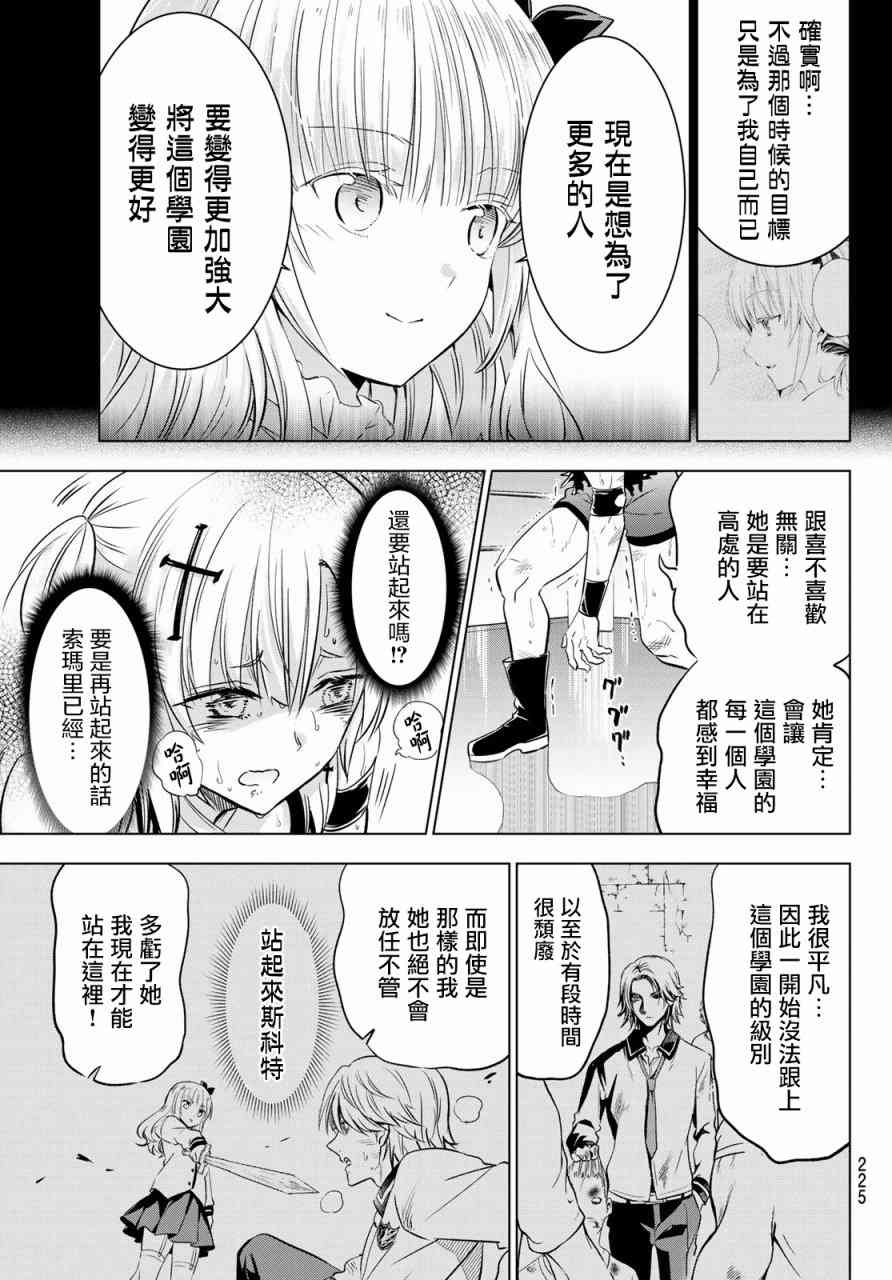 確實啊…
不過那個時候的目標
只是為了我自己而已
現在是想為了
更多的人
要變得更加強大
將這個學園
變得更好
跟喜不喜歡
無關…
她是要站在
高處的人
她肯定…
會讓
這個學園的
每一個人
都感到幸福
ググ
還要站起來嗎!?
要是再站起來的話
索瑪里已經…
哈啊
哈啊
我很平凡…
因此一開始沒法跟上
這個學園的級別
以至於有段時間
很頹廢
而即使是
那樣的我
她也絕不會
放任不管
站起來斯科特
多虧了她
我現在才能
站在這裡！
225